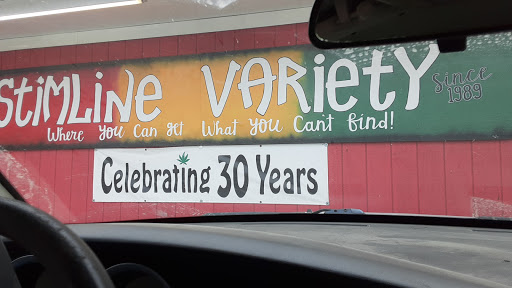 Stimline Variety Since
1989
Where you Can get What you Can't find!
Celebrating 30 Years